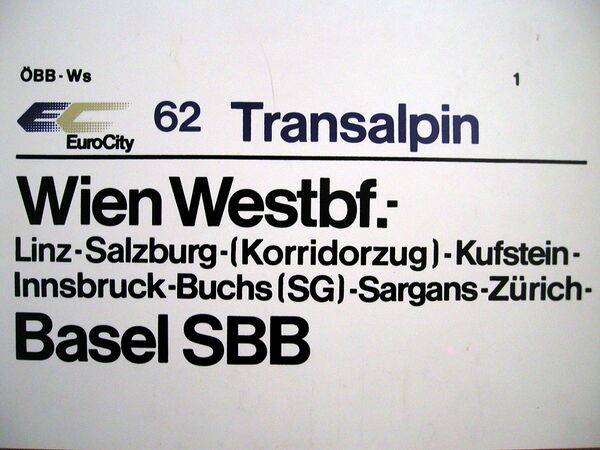 ÖBB-Ws 1
EC EuroCity 62 Transalpin
Wien Westbf.-
Linz-Salzburg-(Korridorzug)-Kufstein-
Innsbruck-Buchs(SG)-Sargans-Zürich-
Basel SBB